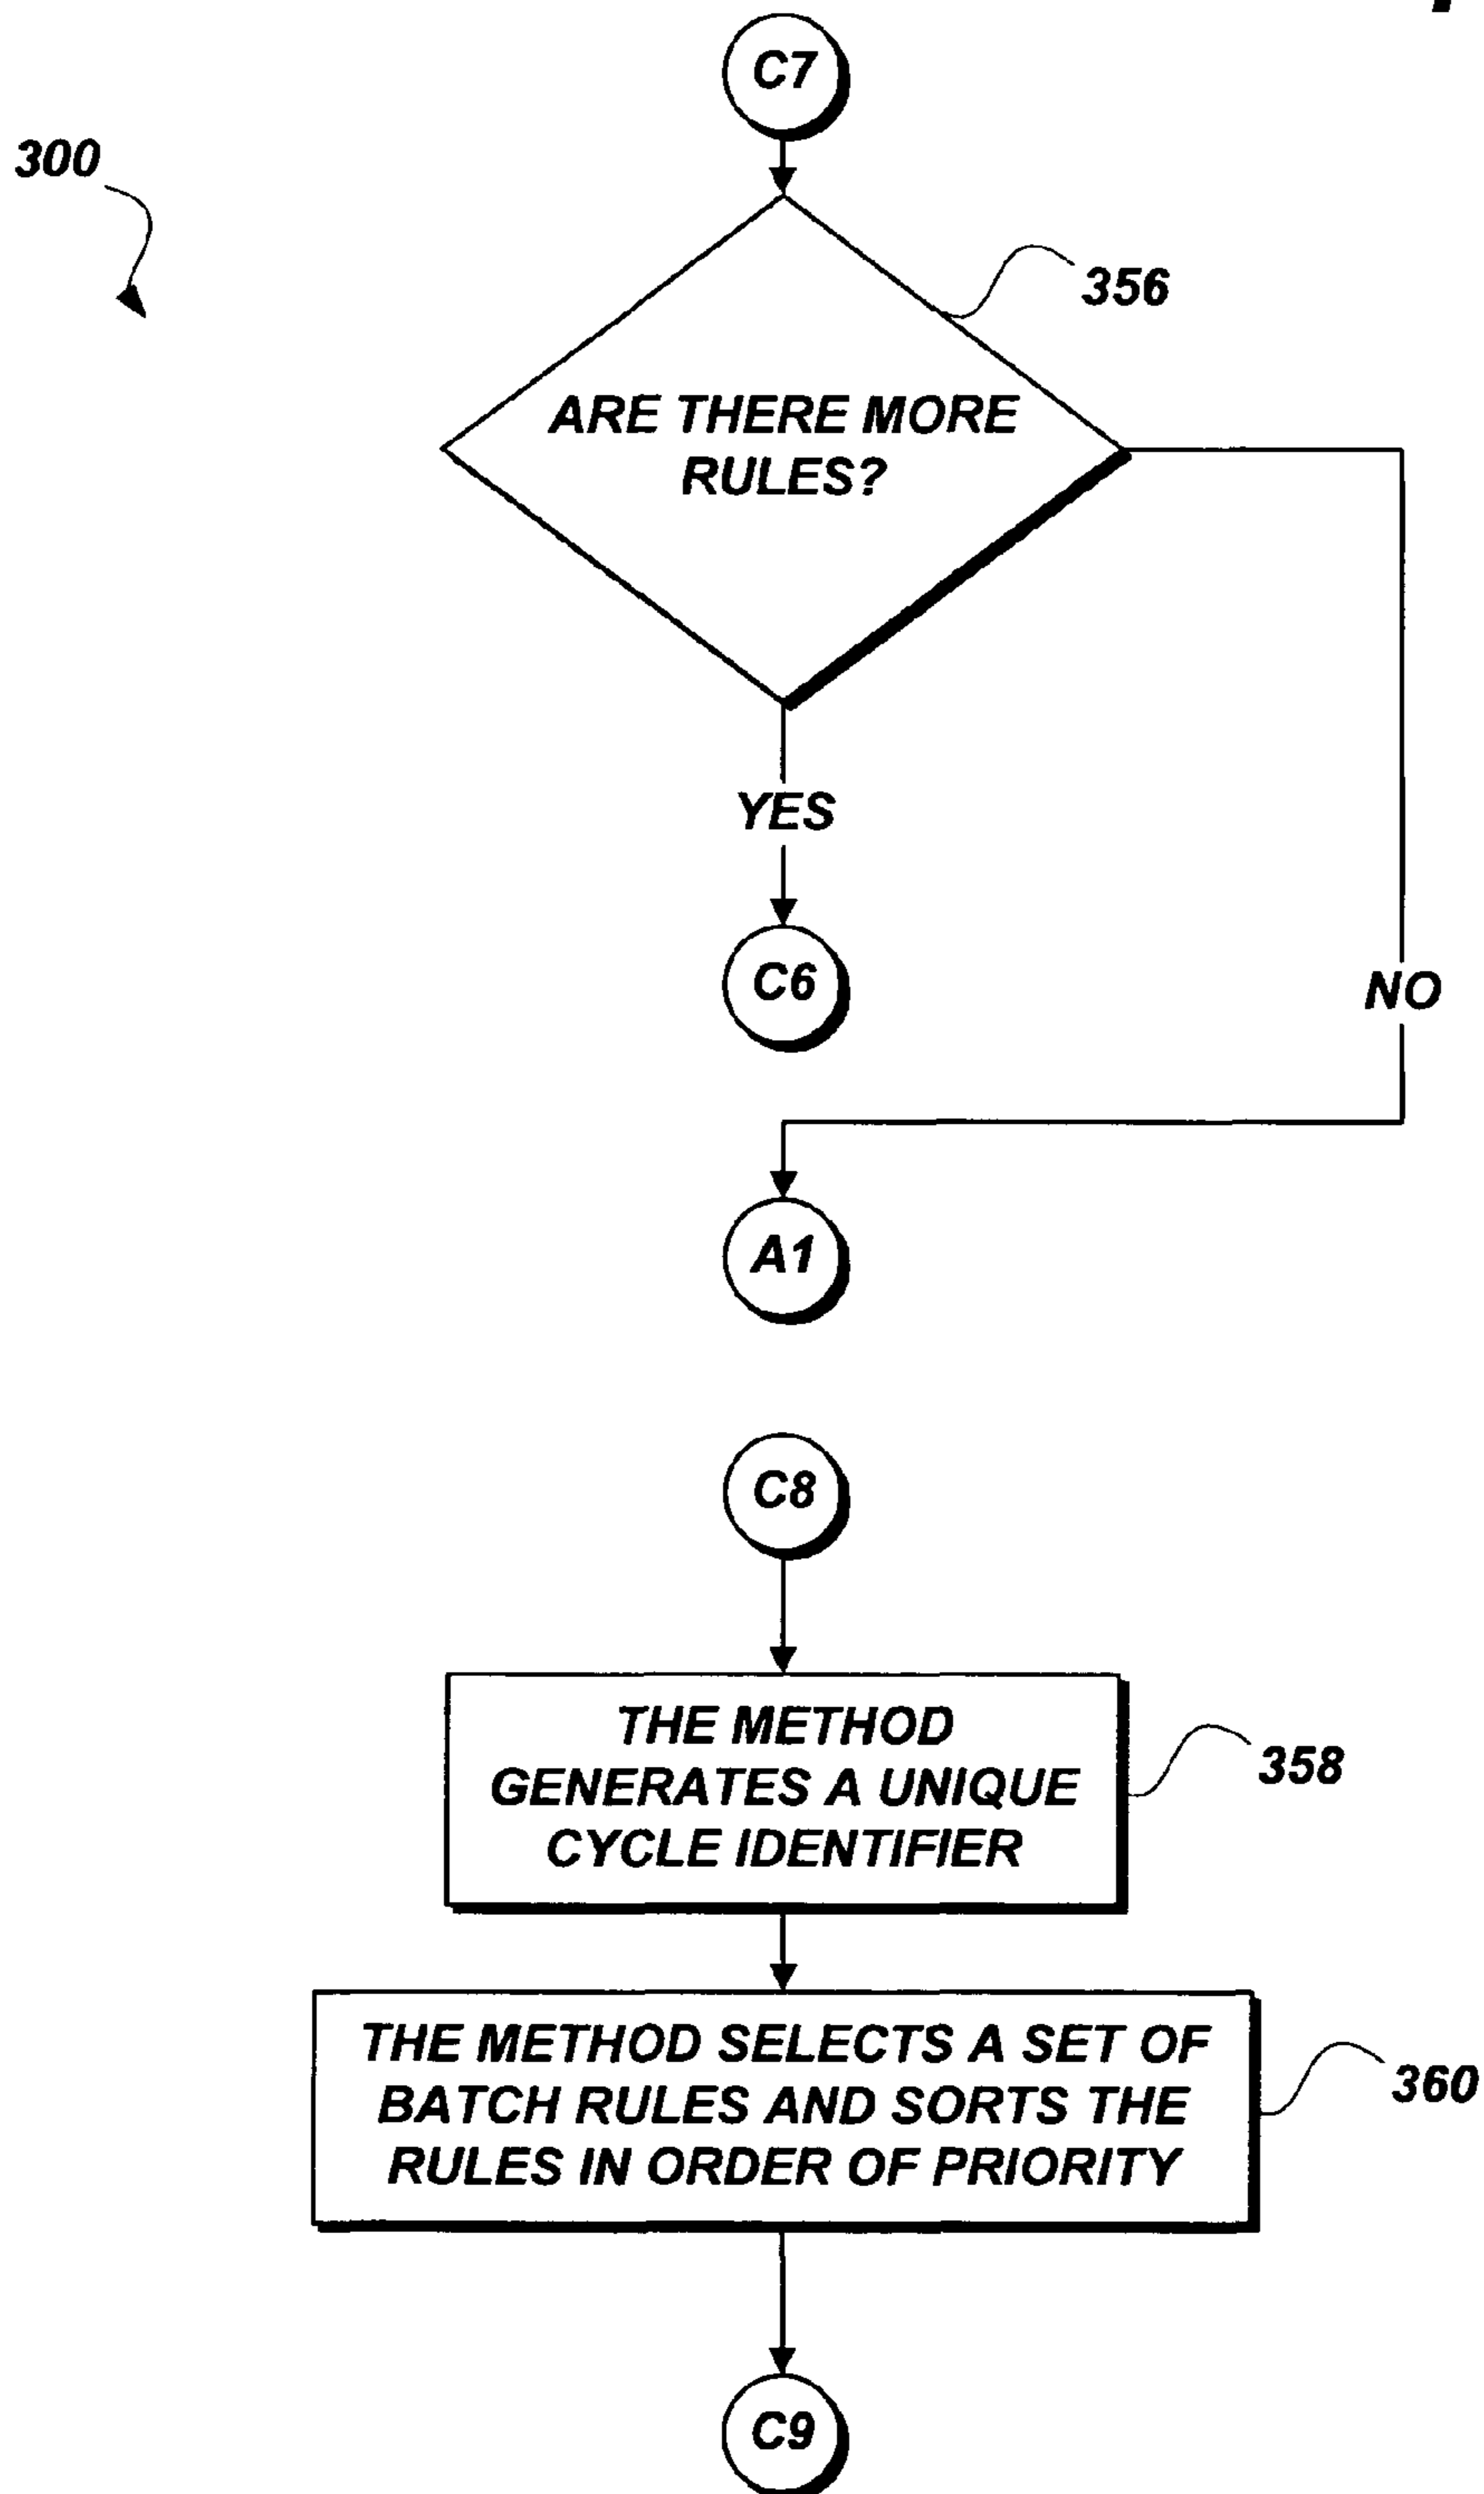 C7
300
356
ARE THERE MORE
RULES?
YES
C6
NO
A1
C8
THE METHOD
GENERATES A UNIQUE
CYCLE IDENTIFIER
358
THE METHOD SELECTS A SET OF
BATCH RULES AND SORTS THE
RULES IN ORDER OF PRIORITY
360
C9